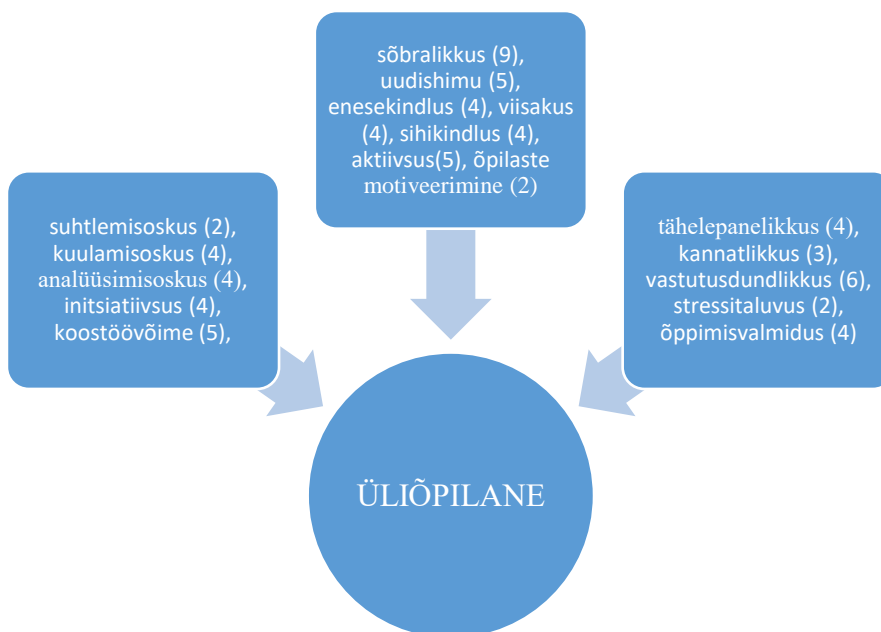 sõbralikkus (9),
uudishimu (5),
enesekindlus (4), viisakus
(4), sihikindlus (4),
aktiivsus(5), õpilaste
motiveerimine (2)
suhtlemisoskus (2),
kuulamisoskus (4),
analüüsimisoskus (4),
initsiatiivsus (4),
koostöövõime (5),
tähelepanelikkus (4),
kannatlikkus (3),
vastutusdundlikkus (6),
stressitaluvus (2),
õppimisvalmidus (4)
ÜLIÕPILANE